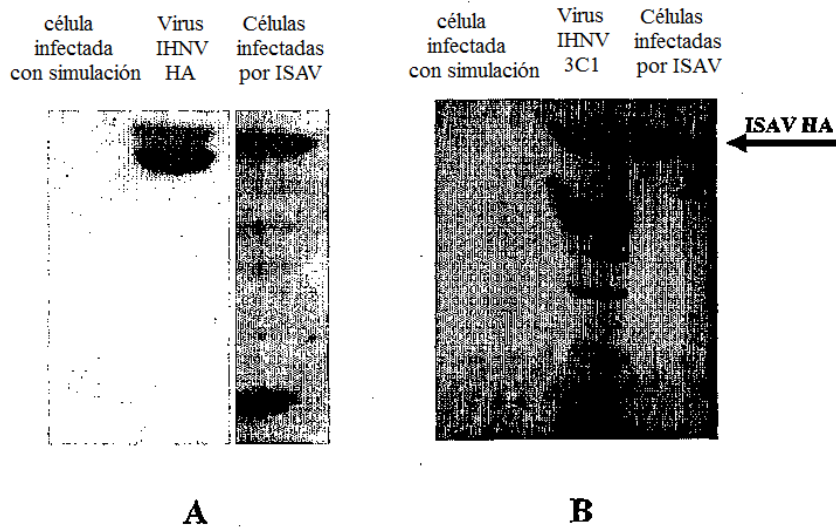 célula
infectada
con simulación
Virus
IHNV
HA
Células
infectadas
por ISAV
célula
infectada
con simulación
Virus
IHNV
3C1
Células
infectadas
por ISAV
ISAV HA
A
B